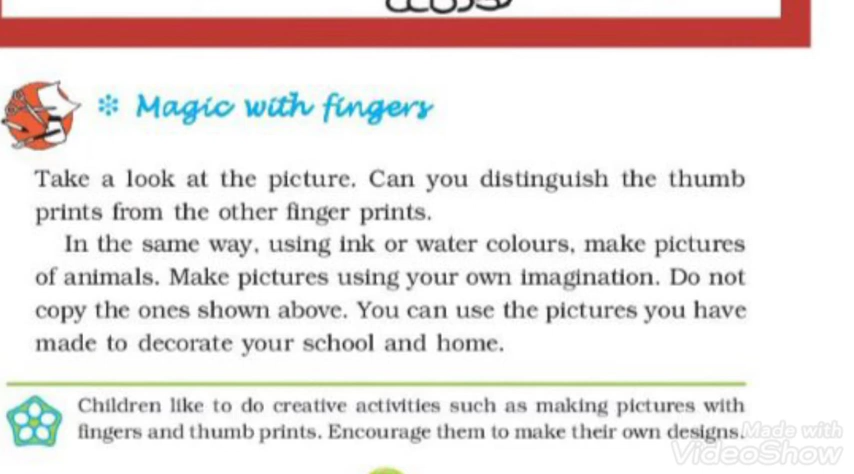 * Magic with fingers
Take a look at the picture. Can you distinguish the thumb
prints from the other finger prints.
In the same way, using ink or water colours, make pictures
of animals. Make pictures using your own imagination. Do not
copy the ones shown above. You can use the pictures you have
made to decorate your school and home.
Children like to do creative activities such as making pictures with
fingers and thumb prints. Encourage them to make their own designs.
Made with
VideoShow